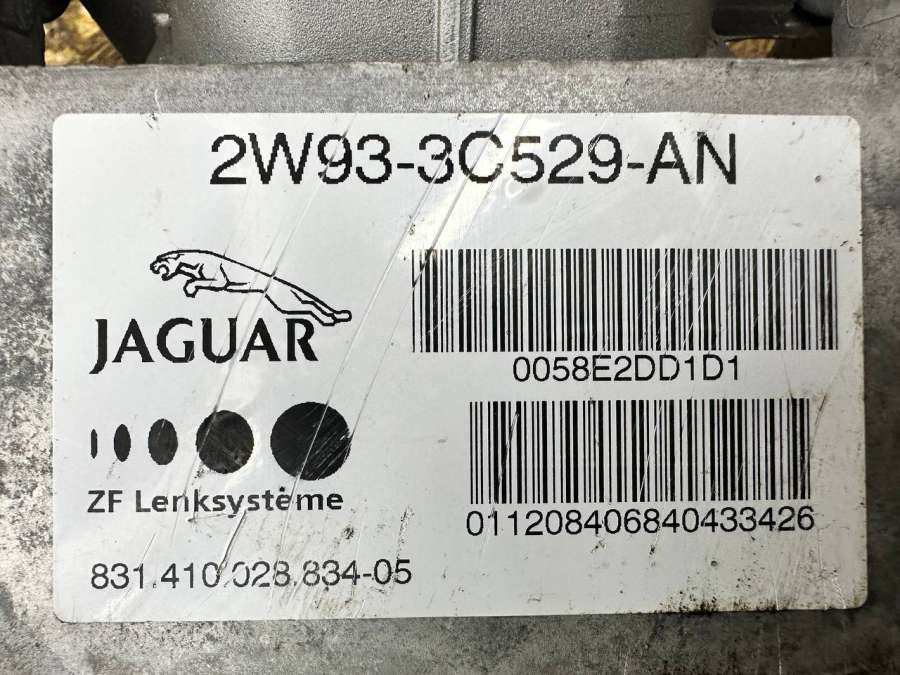 2W93-3C529-AN
JAGUAR
0058E2DD1D1
ZF Lenksysteme
011208406840433426
831.410.028.834-05